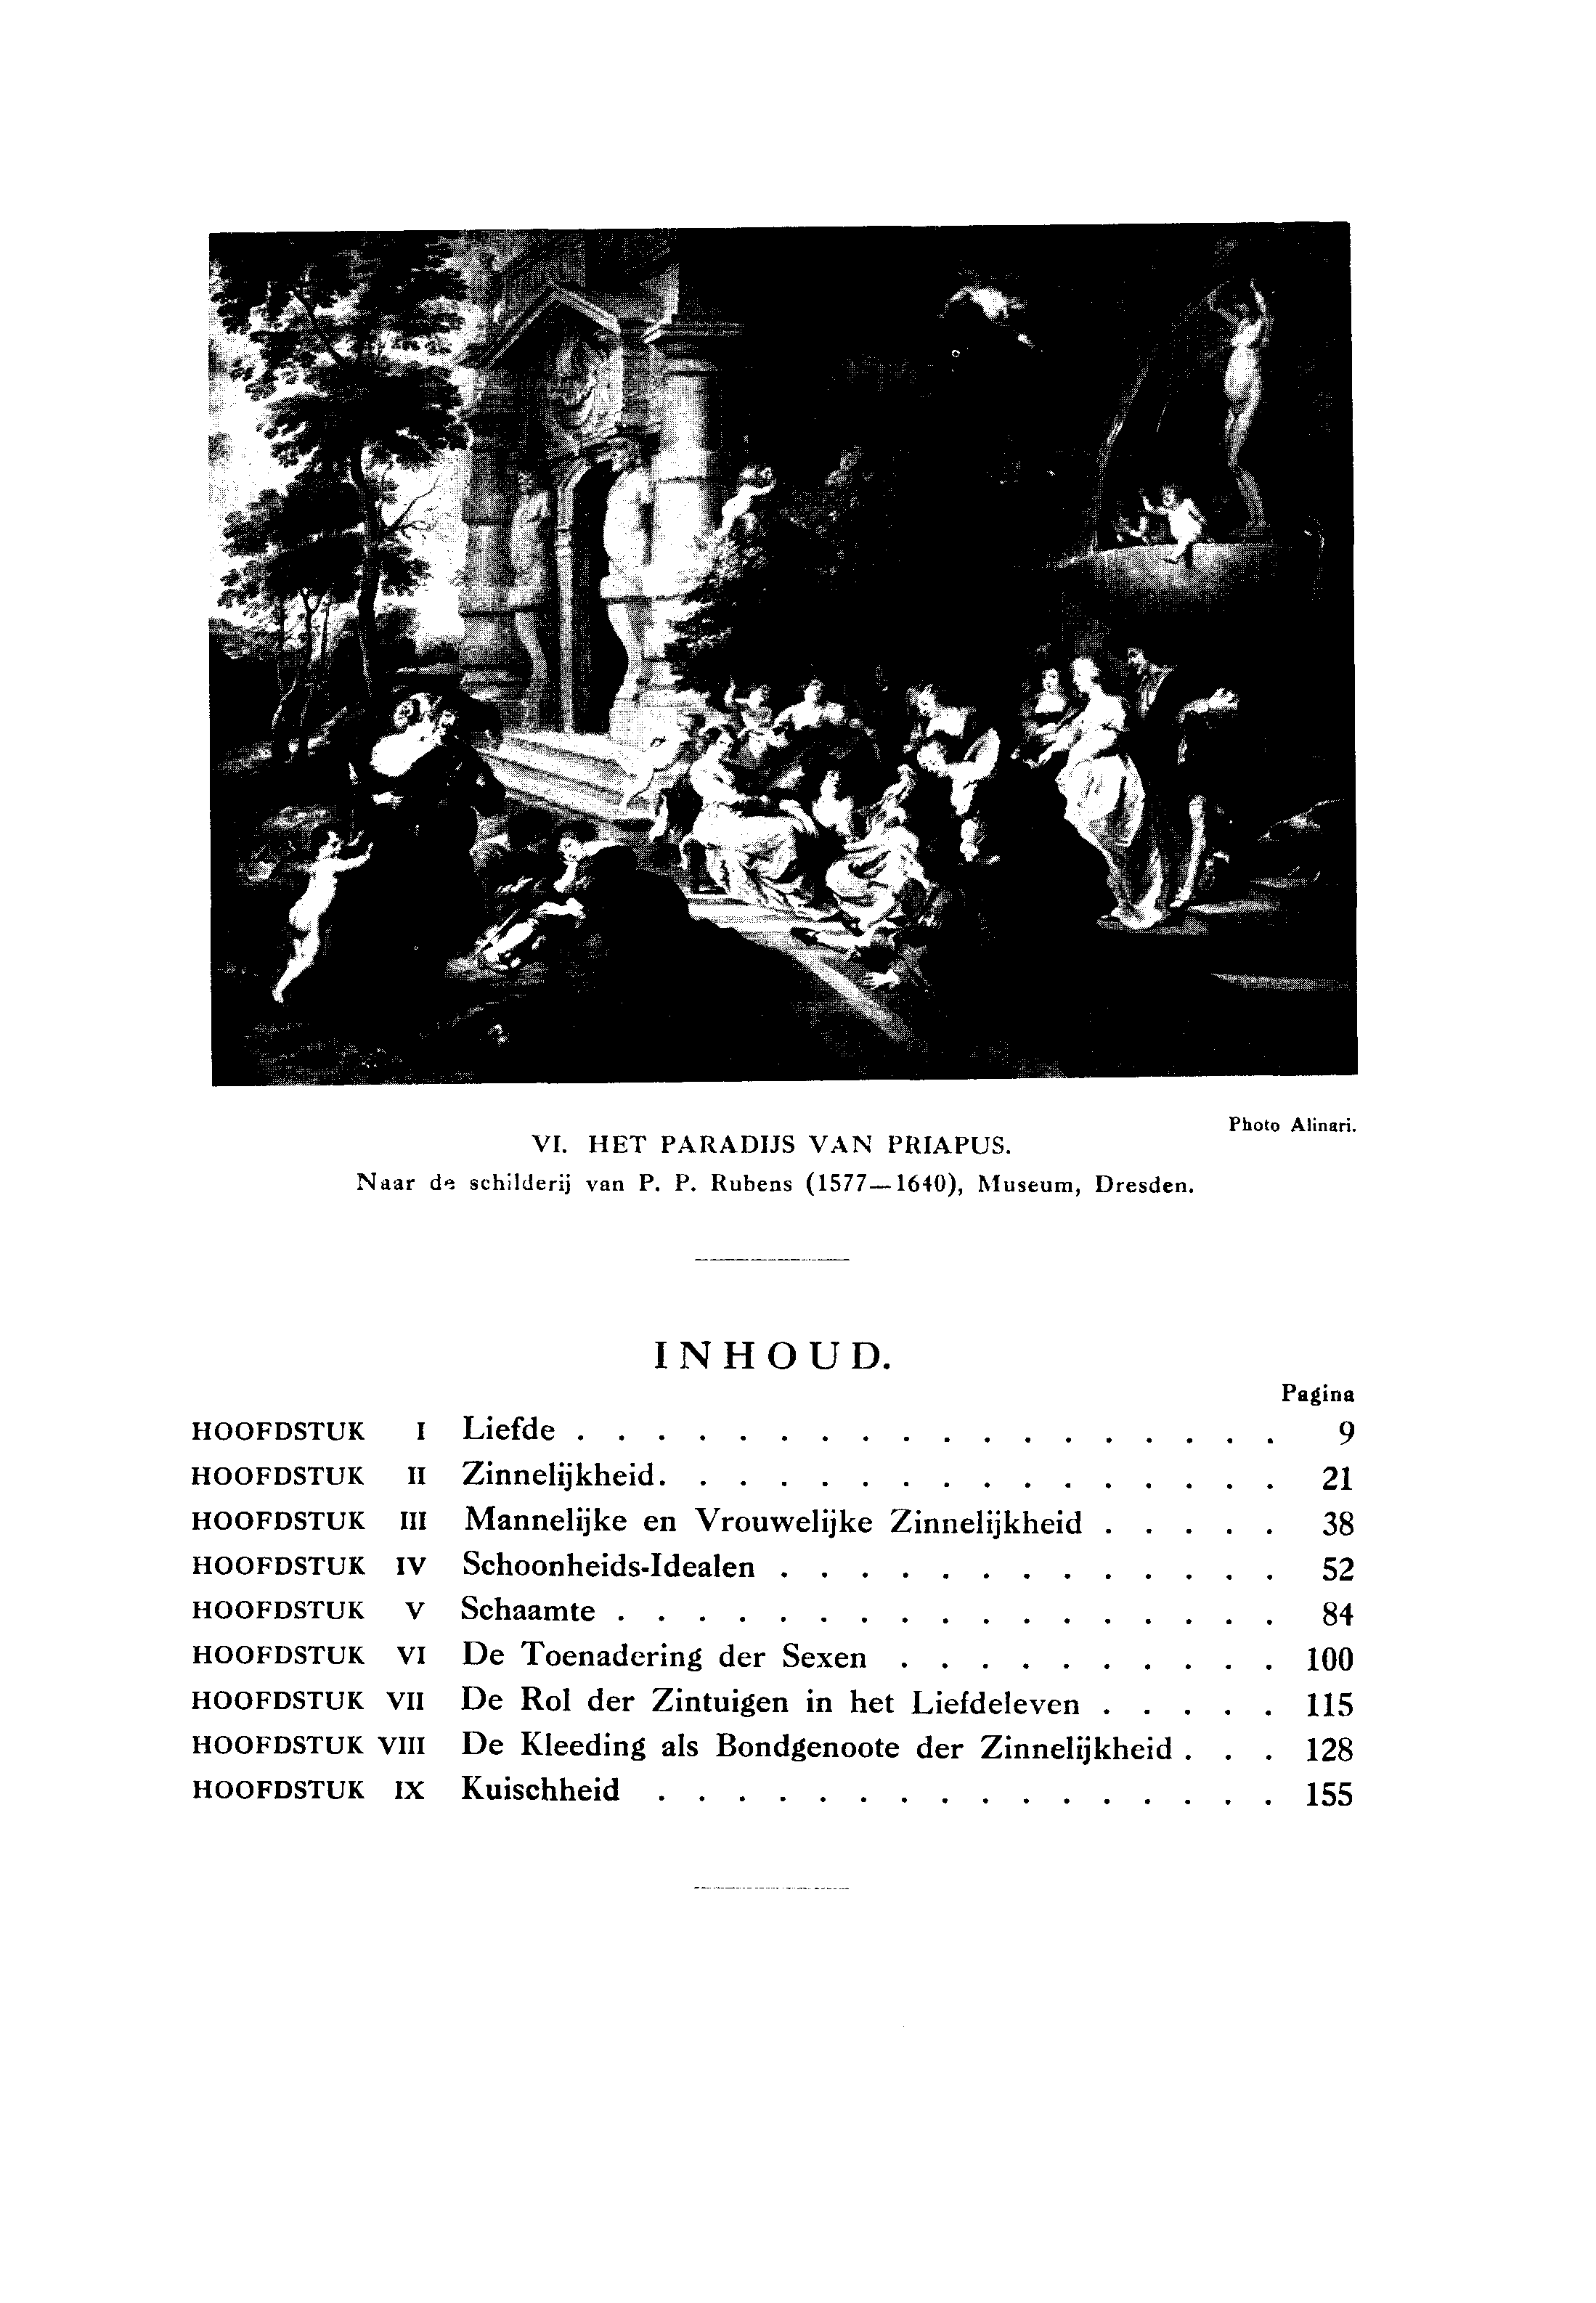 Photo Alinari.
VI. HET PARADIJS VAN PRIAPUS.
Naar de schilderij van P. P. Rubens (1577—1640), Museum, Dresden.
INHOUD.
Pagina
HOOFDSTUK I Liefde . . . . . . . . . . . . . . . . . . 9
HOOFDSTUK II Zinnelijkheid. . . . . . . . . . . . . . . . 21
HOOFDSTUK III Mannelijke en Vrouwelijke Zinnelijkheid . . . . . 38
HOOFDSTUK IV Schoonheids-Idealen . . . . . . . . . . . . . 52
HOOFDSTUK V Schaamte . . . . . . . . . . . . . . . . . 84
HOOFDSTUK VI De Toenadering der Sexen . . . . . . . . . . 100
HOOFDSTUK VII De Rol der Zintuigen in het Liefdeleven . . . . . 115
HOOFDSTUK VIII De Kleeding als Bondgenoote der Zinnelijkheid . . . 128
HOOFDSTUK IX Kuischheid . . . . . . . . . . . . . . . . 155